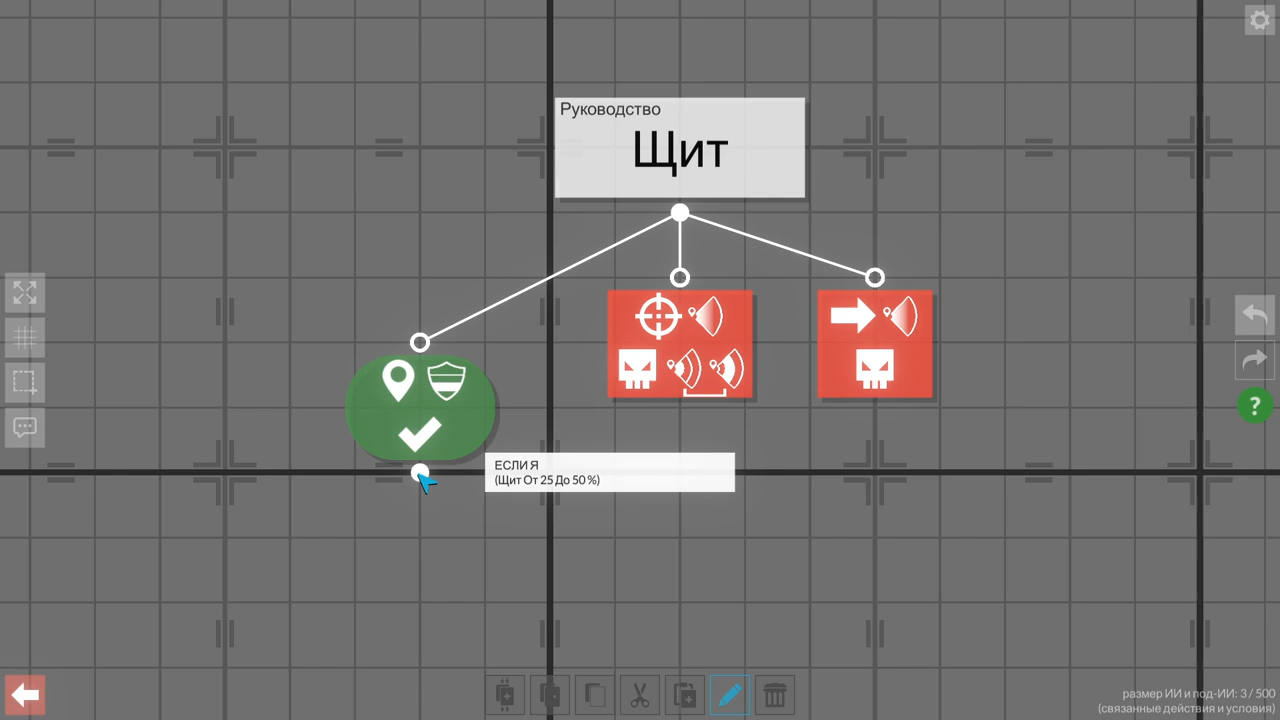 Руководство
Щит
ЕСЛИ Я
(Щит От 25 До 50 %)
?
размер ИИ и под-ИИ: 3 / 500
(связанные действия и условия)